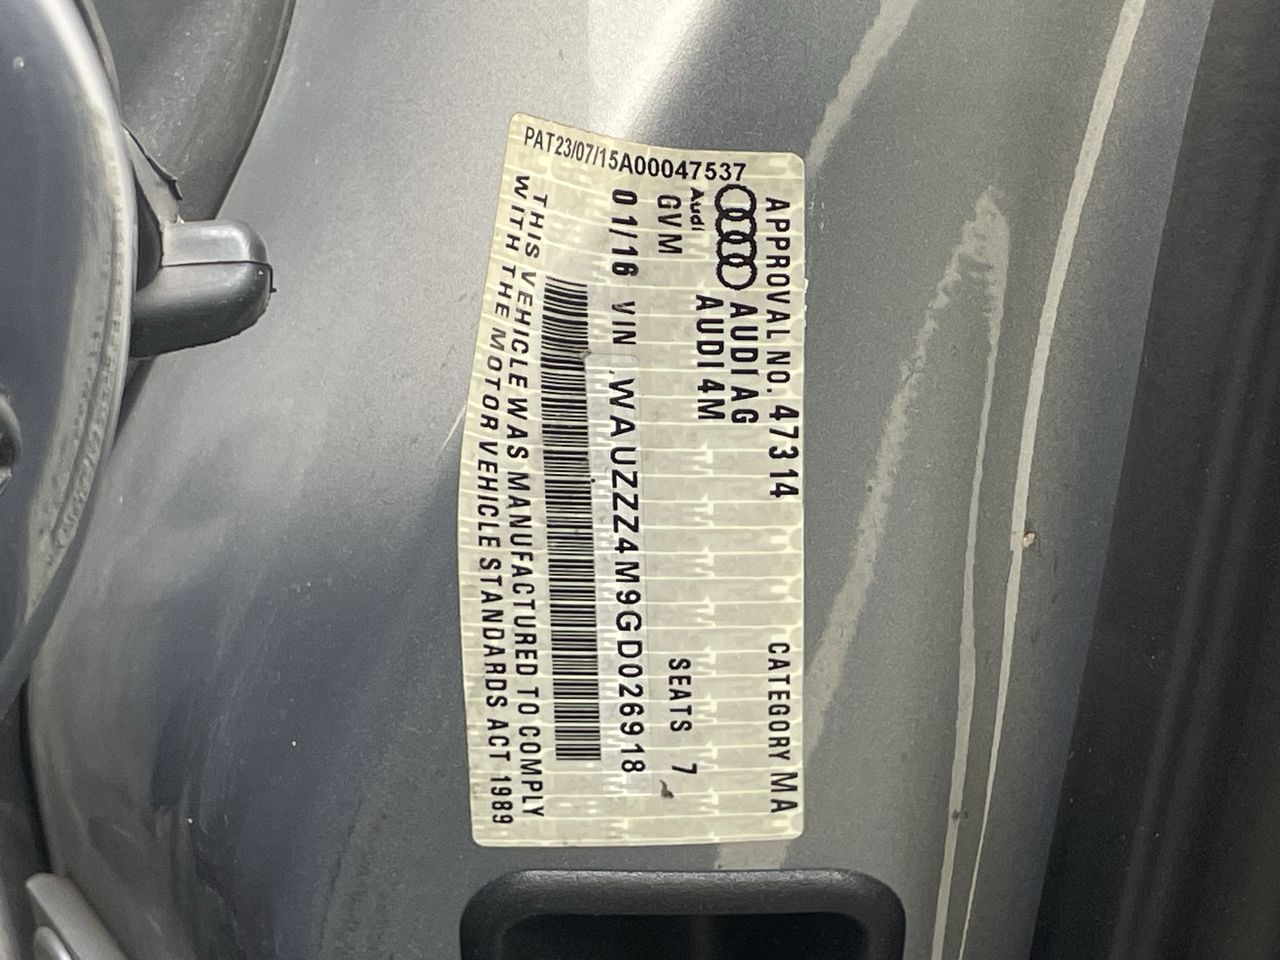 PAT23/07/15A00047537
APPROVAL NO. 47314 CATEGORY MA
AUDI AG
Audi AUDI 4M
GVM SEATS 7
01/16 VIN WAUZZZ4M9GD026918
THIS VEHICLE WAS MANUFACTURED TO COMPLY
WITH THE MOTOR VEHICLE STANDARDS ACT 1989